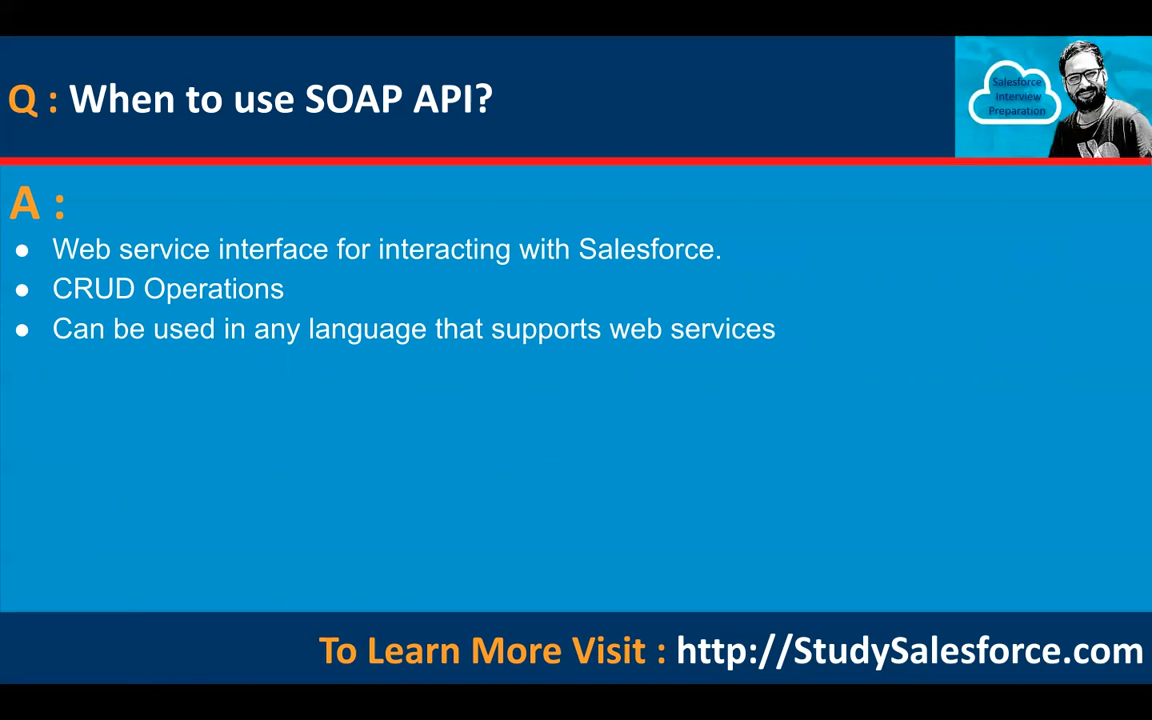 Q : When to use SOAP API?
Salesforce
Interview
Preparation
A :
● Web service interface for interacting with Salesforce.
● CRUD Operations
● Can be used in any language that supports web services
To Learn More Visit : http://StudySalesforce.com